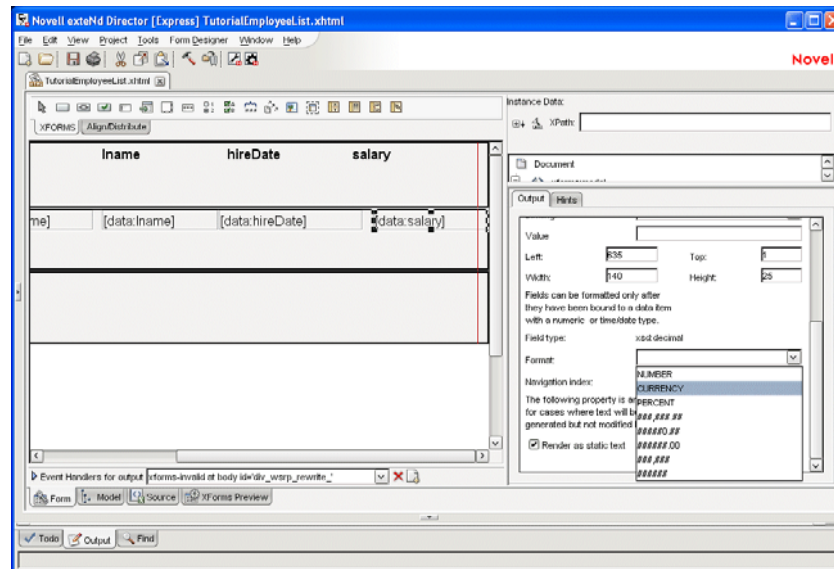 Novell exteNd Director [Express] TutorialEmployeeList.xhtml
File Edit View Project Tools Form Designer Window Help
Novel
TutorialEmployeeList.xhtml
XFORMS Align/Distribute
lname hireDate salary
me] [data:lname] [data:hireDate] [data:salary]
Event Handlers for output xforms-invalid at body id='div_wsrp_rewrite_'
Form Model Source XForms Preview
Instance Data:
XPath:
Document
Output Hints
Value
Left: 635 Top: 1
Width: 140 Height: 25
Fields can be formatted only after
they have been bound to a data item
with a numeric or time/date type.
Field type: xsd:decimal
Format:
NUMBER
Navigation index: CURRENCY
The following property is PERCENT
for cases where text will b ###,###.##
generated but not modified #####0.##
Render as static text ######.00
###,###
######
Todo Output Find